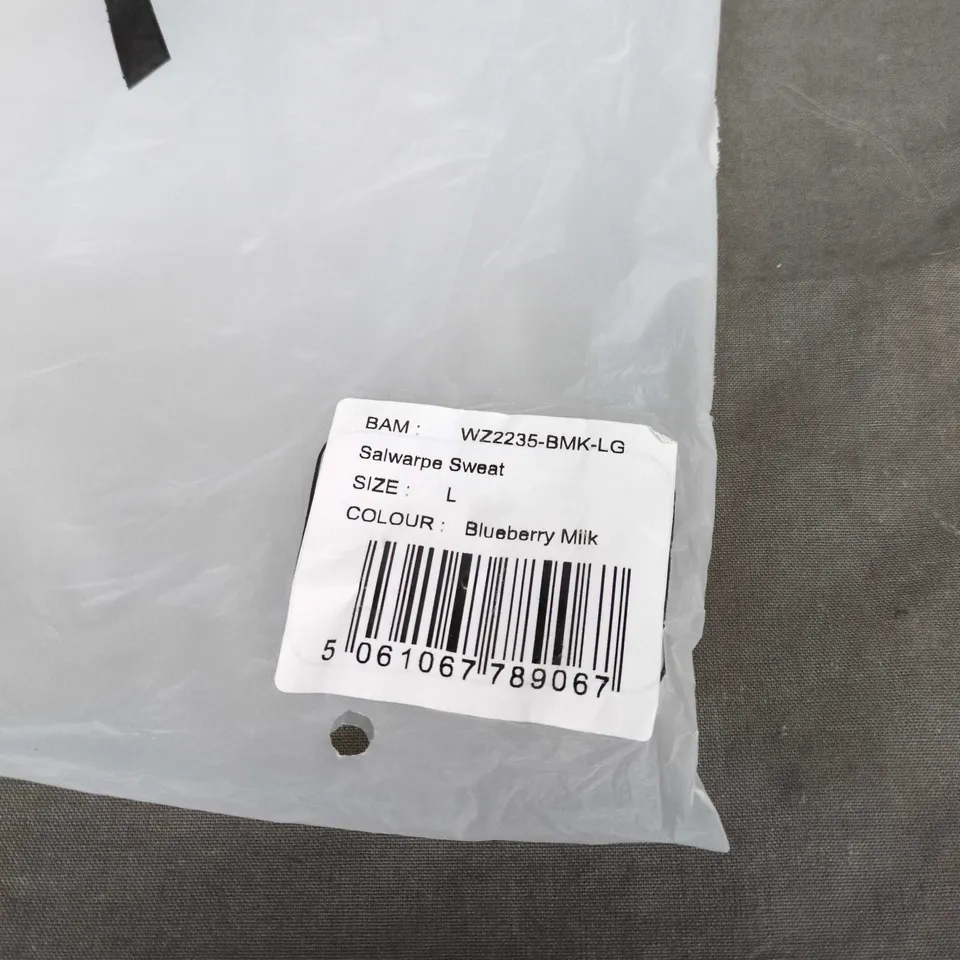 BAM : WZ2235-BMK-LG
Salwarpe Sweat
SIZE : L
COLOUR : Blueberry Milk
5 061067 789067